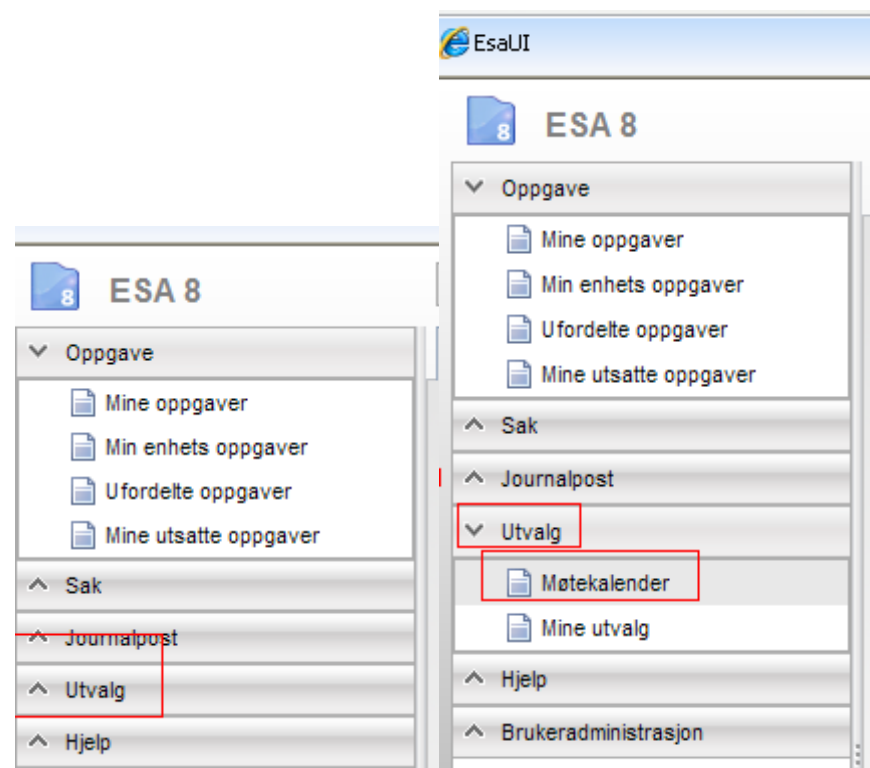 ESA 8
Oppgave
Mine oppgaver
Min enhets oppgaver
Ufordelte oppgaver
Mine utsatte oppgaver
Sak
Journalpost
Utvalg
Hjelp
EsaUI
ESA 8
Oppgave
Mine oppgaver
Min enhets oppgaver
Ufordelte oppgaver
Mine utsatte oppgaver
Sak
Journalpost
Utvalg
Møtekalender
Mine utvalg
Hjelp
Brukeradministrasjon